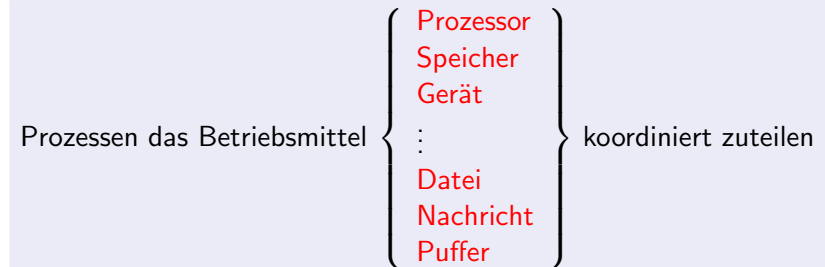 Prozessor
Speicher
Gerät
Prozessen das Betriebsmittel { ⋮ } koordiniert zuteilen
Datei
Nachricht
Puffer